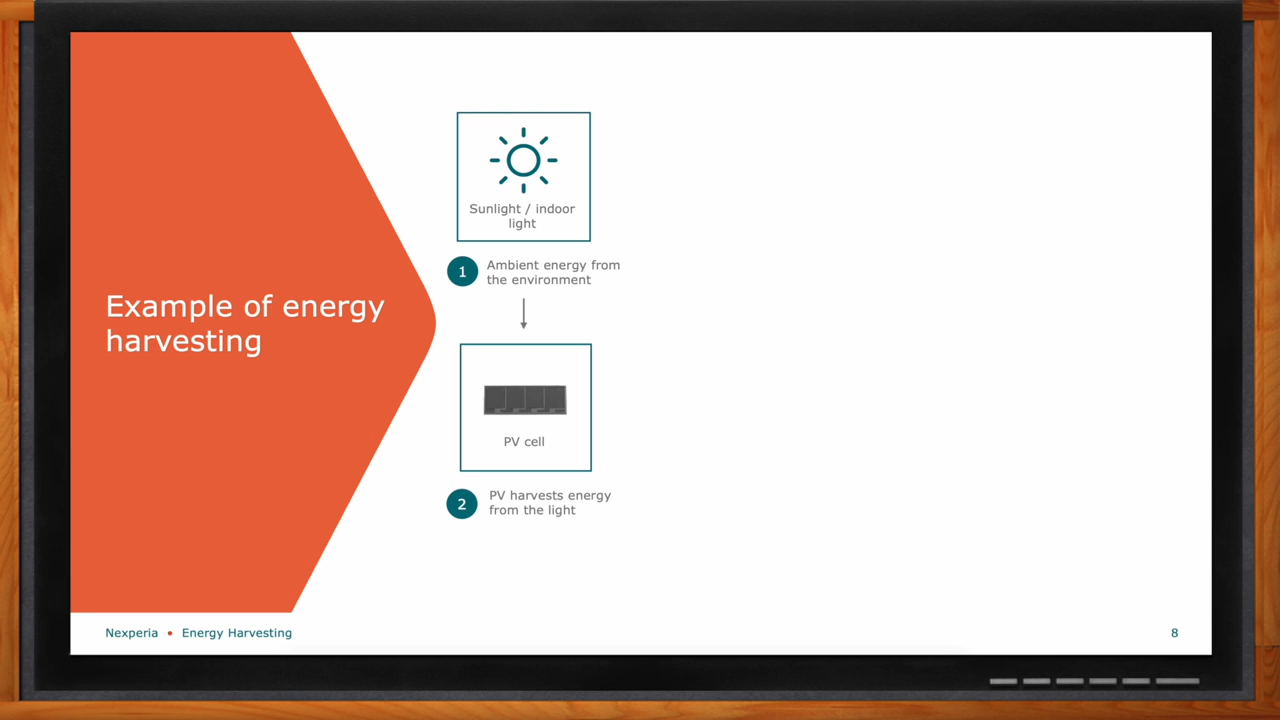 Example of energy
harvesting
Sunlight / indoor
light
1
Ambient energy from
the environment
PV cell
2
PV harvests energy
from the light
Nexperia • Energy Harvesting
8